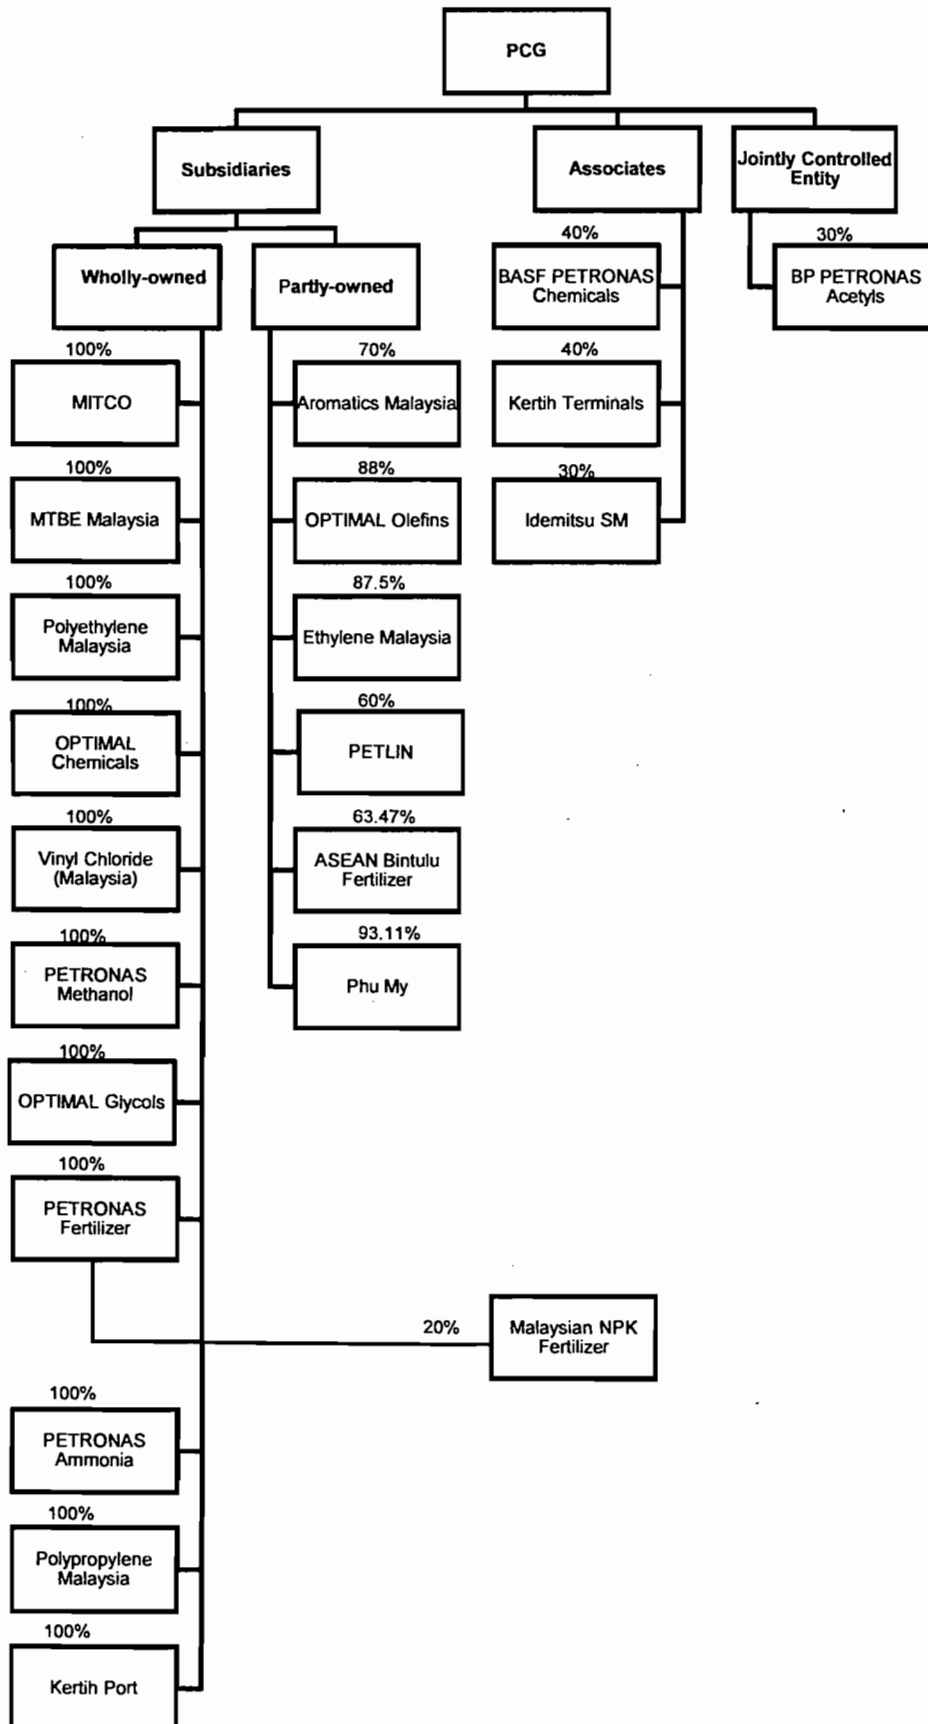 PCG
Subsidiaries
Associates
Jointly Controlled
Entity
Wholly-owned
Partly-owned
40%
BASF PETRONAS
Chemicals
30%
BP PETRONAS
Acetyls
100%
MITCO
70%
Aromatics Malaysia
40%
Kertih Terminals
100%
MTBE Malaysia
88%
OPTIMAL Olefins
30%
Idemitsu SM
100%
Polyethylene
Malaysia
87.5%
Ethylene Malaysia
100%
OPTIMAL
Chemicals
60%
PETLIN
100%
Vinyl Chloride
(Malaysia)
63.47%
ASEAN Bintulu
Fertilizer
100%
PETRONAS
Methanol
93.11%
Phu My
100%
OPTIMAL Glycols
100%
PETRONAS
Fertilizer
20%
Malaysian NPK
Fertilizer
100%
PETRONAS
Ammonia
100%
Polypropylene
Malaysia
100%
Kertih Port